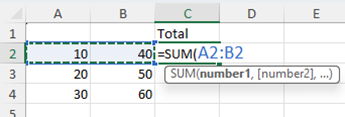 A B C D E
1 Total
2 10 40 =SUM(A2:B2
3 20 50 SUM(number1, [number2], ...)
4 30 60